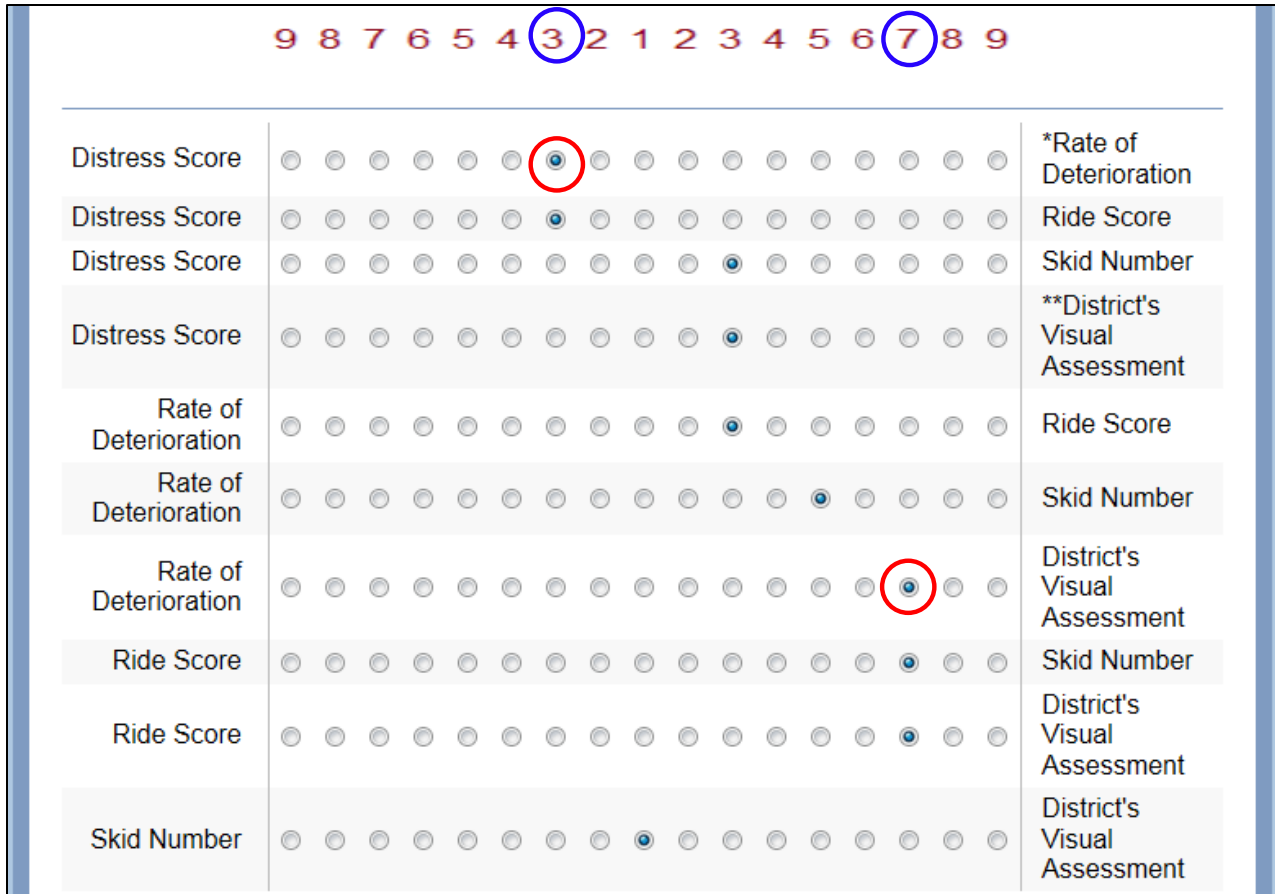 9 8 7 6 5 4 3 2 1 2 3 4 5 6 7 8 9
Distress Score
*Rate of
Deterioration
Distress Score
Ride Score
Distress Score
Skid Number
Distress Score
**District's
Visual
Assessment
Rate of
Deterioration
Ride Score
Rate of
Deterioration
Skid Number
Rate of
Deterioration
District's
Visual
Assessment
Ride Score
Skid Number
Ride Score
District's
Visual
Assessment
Skid Number
District's
Visual
Assessment